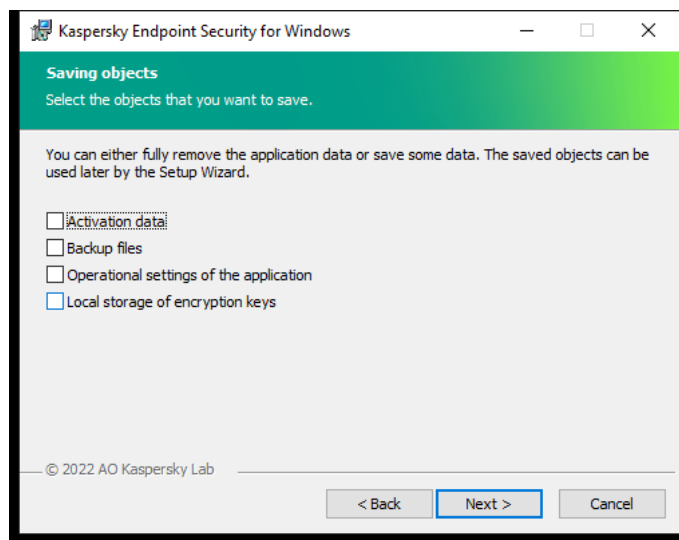 Kaspersky Endpoint Security for Windows
Saving objects
Select the objects that you want to save.
You can either fully remove the application data or save some data. The saved objects can be
used later by the Setup Wizard.
Activation data
Backup files
Operational settings of the application
Local storage of encryption keys
© 2022 AO Kaspersky Lab
< Back Next > Cancel